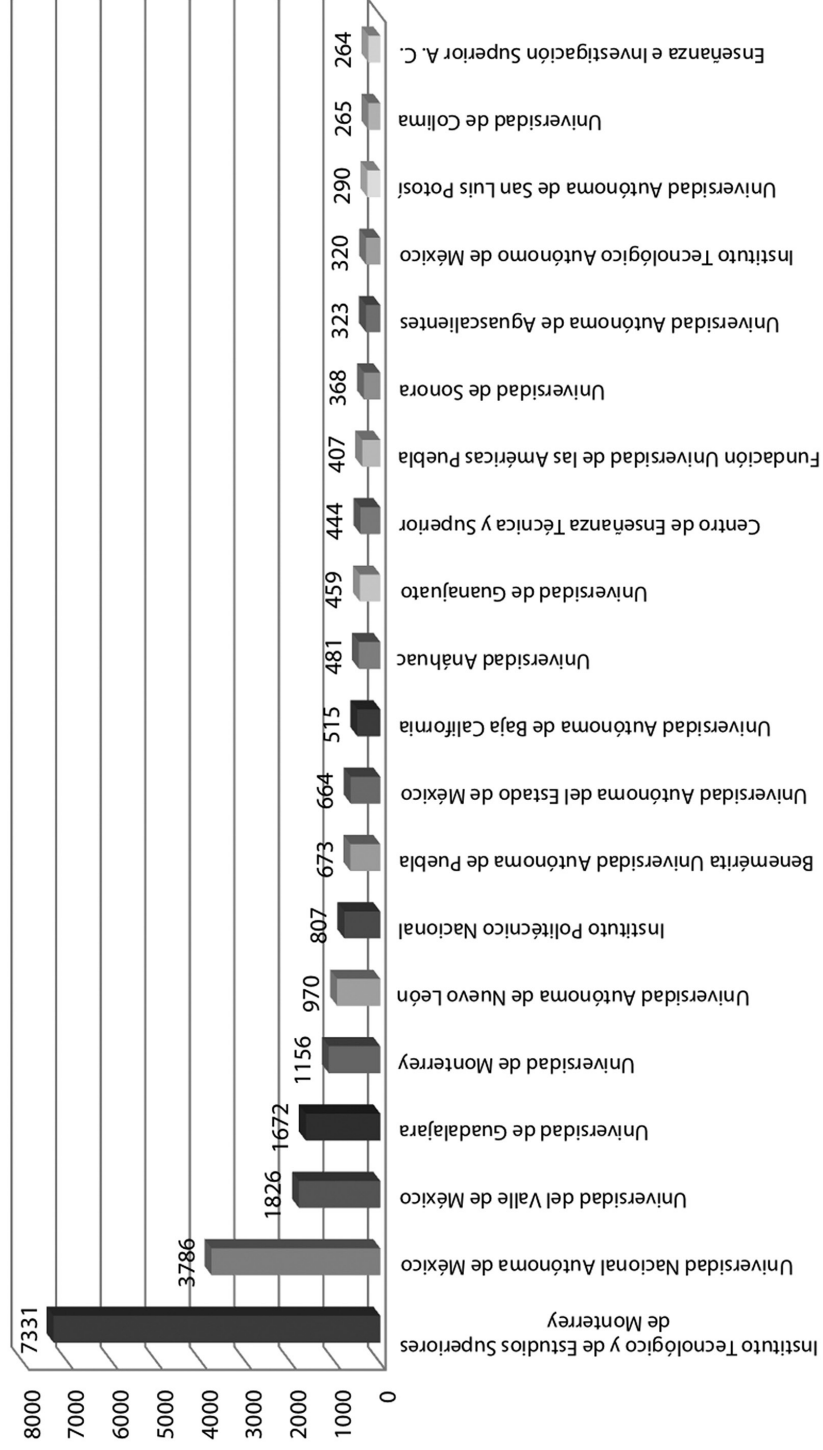 8000
7000
6000
5000
4000
3000
2000
1000
0
7331
3786
1826
1672
1156
970
807
673
664
515
481
459
444
407
368
323
320
290
265
264
Instituto Tecnológico y de Estudios Superiores
de Monterrey
Universidad Nacional Autónoma de México
Universidad del Valle de México
Universidad de Guadalajara
Universidad de Monterrey
Universidad Autónoma de Nuevo León
Instituto Politécnico Nacional
Benemérita Universidad Autónoma de Puebla
Universidad Autónoma del Estado de México
Universidad Autónoma de Baja California
Universidad Anáhuac
Universidad de Guanajuato
Centro de Enseñanza Técnica y Superior
Fundación Universidad de las Américas Puebla
Universidad de Sonora
Universidad Autónoma de Aguascalientes
Instituto Tecnológico Autónomo de México
Universidad Autónoma de San Luis Potosí
Universidad de Colima
Enseñanza e Investigación Superior A. C.